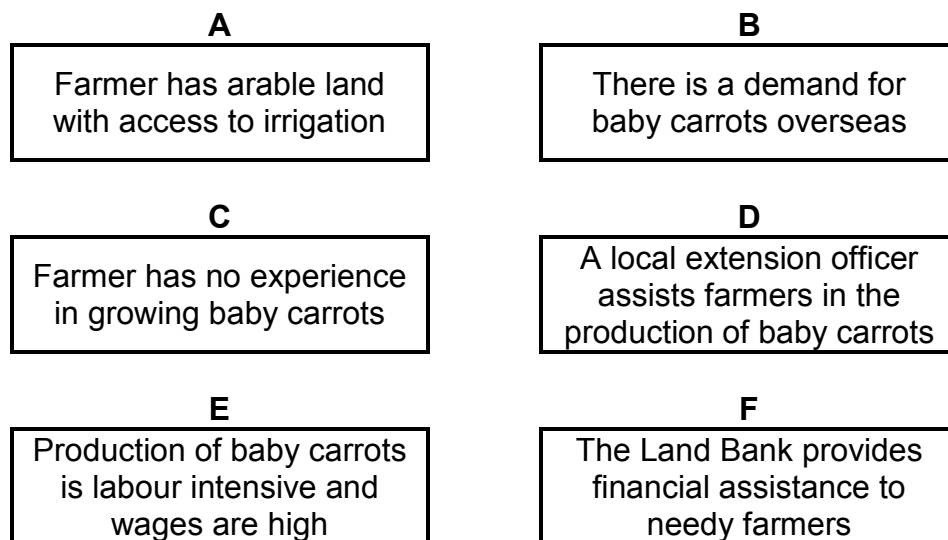 A
Farmer has arable land
with access to irrigation
B
There is a demand for
baby carrots overseas
C
Farmer has no experience
in growing baby carrots
D
A local extension officer
assists farmers in the
production of baby carrots
E
Production of baby carrots
is labour intensive and
wages are high
F
The Land Bank provides
financial assistance to
needy farmers